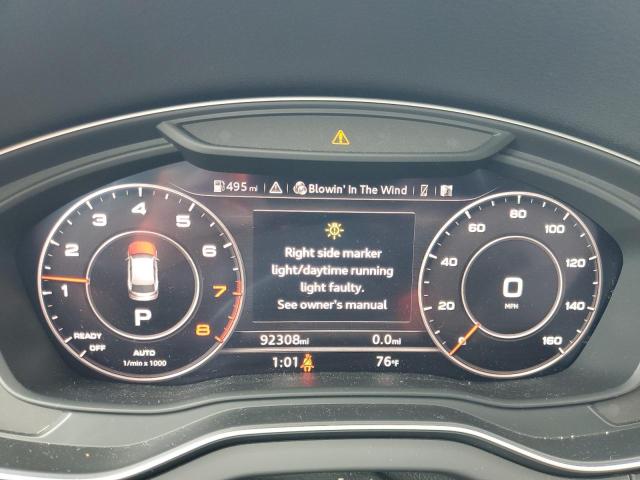 495 mi Blowin' In The Wind
Right side marker
light/daytime running
light faulty.
See owner's manual
1 2 3 4 5 6 7 8
READY
OFF
P
AUTO
1/min x 1000
0 20 40 60 80 100 120 140 160
0
MPH
92308mi 0.0mi
1:01 76°F